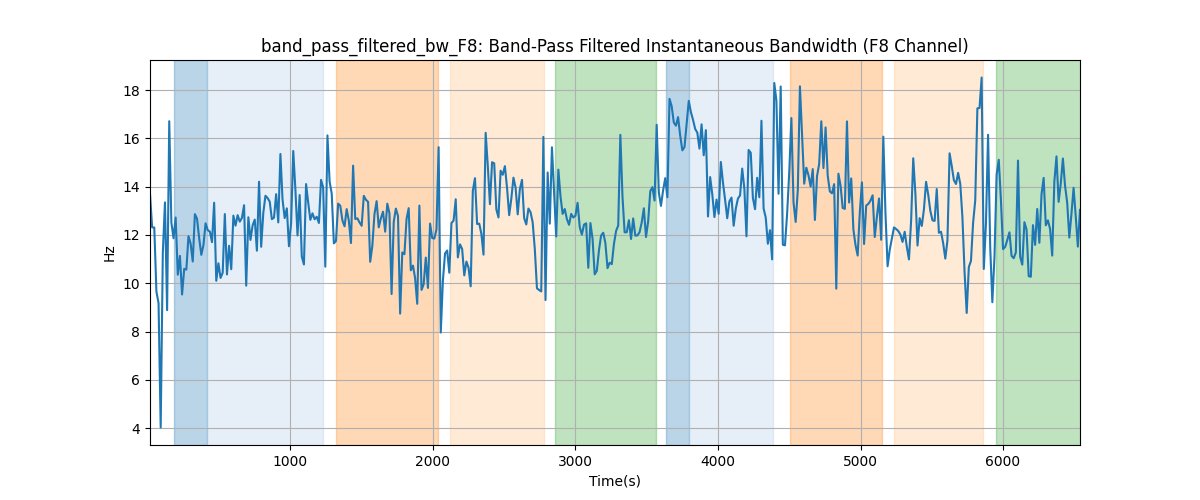 band_pass_filtered_bw_F8: Band-Pass Filtered Instantaneous Bandwidth (F8 Channel)
18
16
14
12
10
8
6
4
Hz
1000 2000 3000 4000 5000 6000
Time(s)